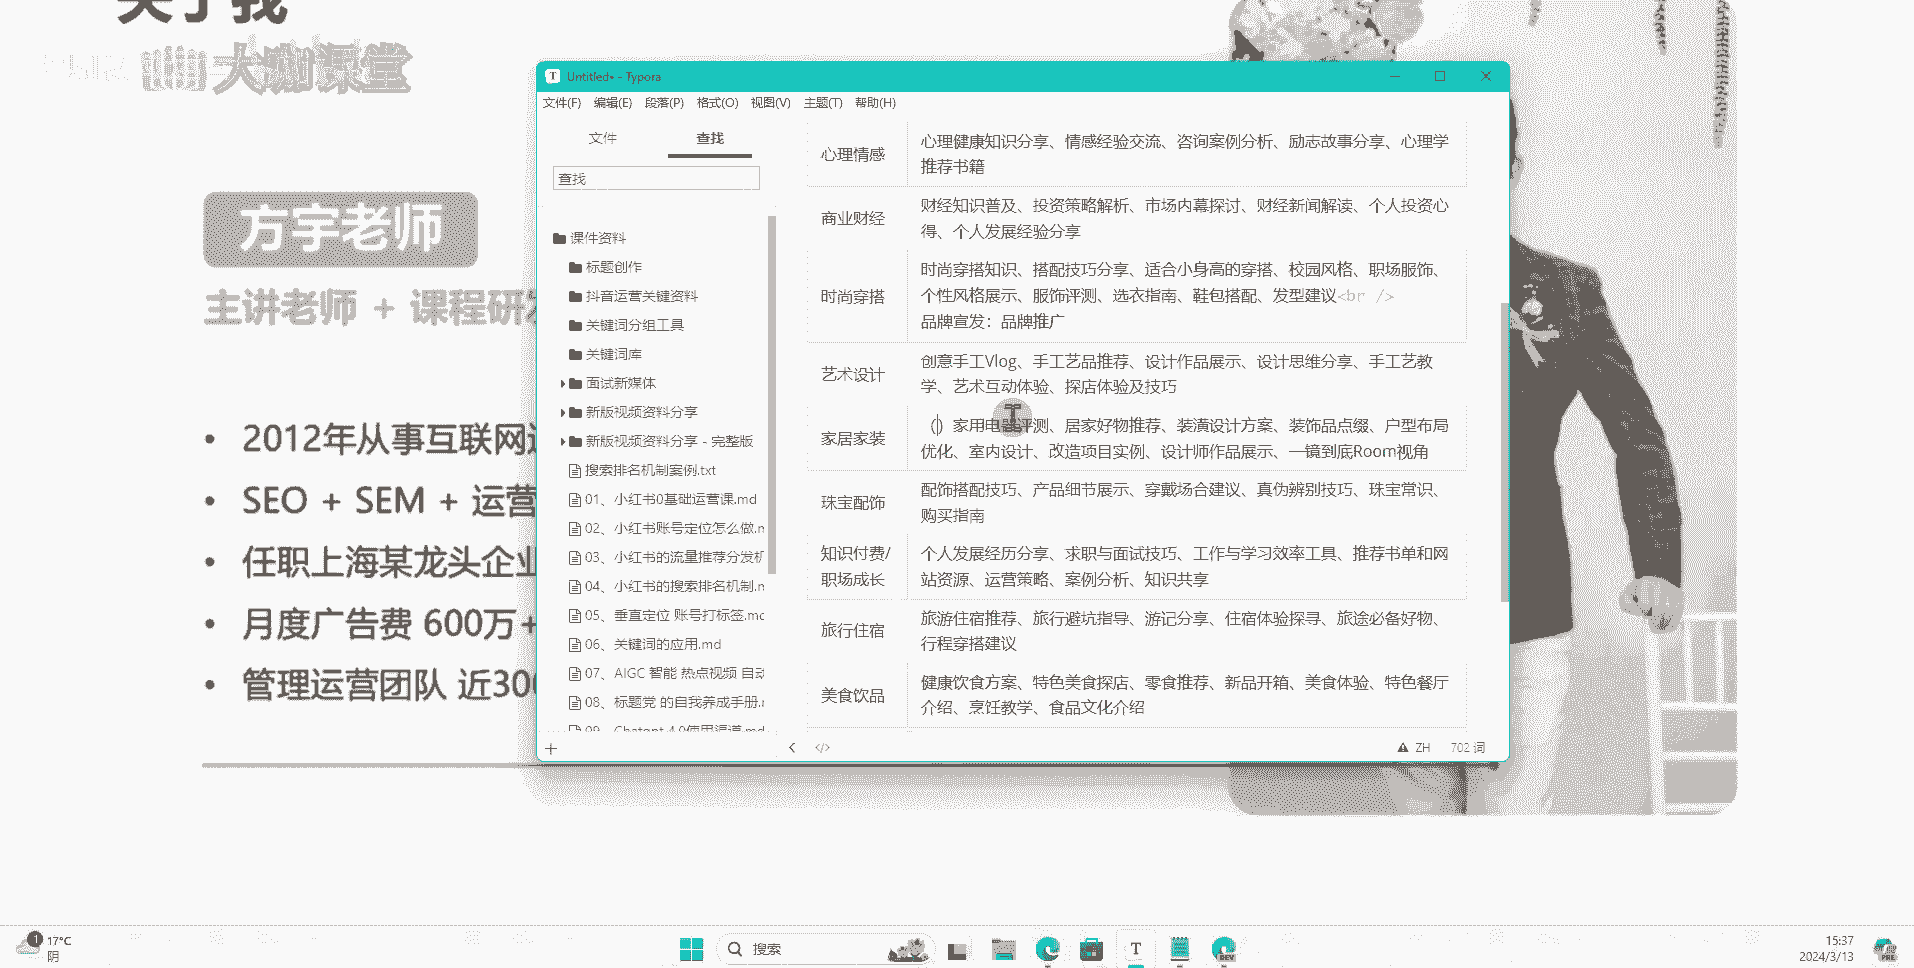 关于我
大咖课堂
方宇老师
主讲老师 + 课程研发
• 2012年从事互联网
• SEO + SEM + 运营
• 任职上海某龙头企业
• 月度广告费 600万+
• 管理运营团队 近300
Untitled• - Typora
文件(F) 编辑(E) 段落(P) 格式(O) 视图(V) 主题(T) 帮助(H)
文件 查找
查找
课件资料
标题创作
抖音运营关键资料
关键词分组工具
关键词库
面试新媒体
新版视频资料分享
新版视频资料分享 - 完整版
搜索排名机制案例.txt
01、小红书0基础运营课.md
02、小红书账号定位怎么做.m
03、小红书的流量推荐分发机
04、小红书的搜索排名机制.m
05、垂直定位 账号打标签.mc
06、关键词的应用.md
07、AIGC 智能 热点视频 自动
08、标题党 的自我养成手册.r
09、Chatgpt 4.0使用渠道.md
心理情感
心理健康知识分享、情感经验交流、咨询案例分析、励志故事分享、心理学
推荐书籍
商业财经
财经知识普及、投资策略解析、市场内幕探讨、财经新闻解读、个人投资心
得、个人发展经验分享
时尚穿搭
时尚穿搭知识、搭配技巧分享、适合小身高的穿搭、校园风格、职场服饰、
个性风格展示、服饰评测、选衣指南、鞋包搭配、发型建议<br />
品牌宣发：品牌推广
艺术设计
创意手工Vlog、手工艺品推荐、设计作品展示、设计思维分享、手工艺教
学、艺术互动体验、探店体验及技巧
家居家装
（）家用电器评测、居家好物推荐、装潢设计方案、装饰品点缀、户型布局
优化、室内设计、改造项目实例、设计师作品展示、一镜到底Room视角
珠宝配饰
配饰搭配技巧、产品细节展示、穿戴场合建议、真伪辨别技巧、珠宝常识、
购买指南
知识付费/
职场成长
个人发展经历分享、求职与面试技巧、工作与学习效率工具、推荐书单和网
站资源、运营策略、案例分析、知识共享
旅行住宿
旅游住宿推荐、旅行避坑指导、游记分享、住宿体验探寻、旅途必备好物、
行程穿搭建议
美食饮品
健康饮食方案、特色美食探店、零食推荐、新品开箱、美食体验、特色餐厅
介绍、烹饪教学、食品文化介绍
ZH 702 词
1
17°C
阴
搜索
15:37
2024/3/13